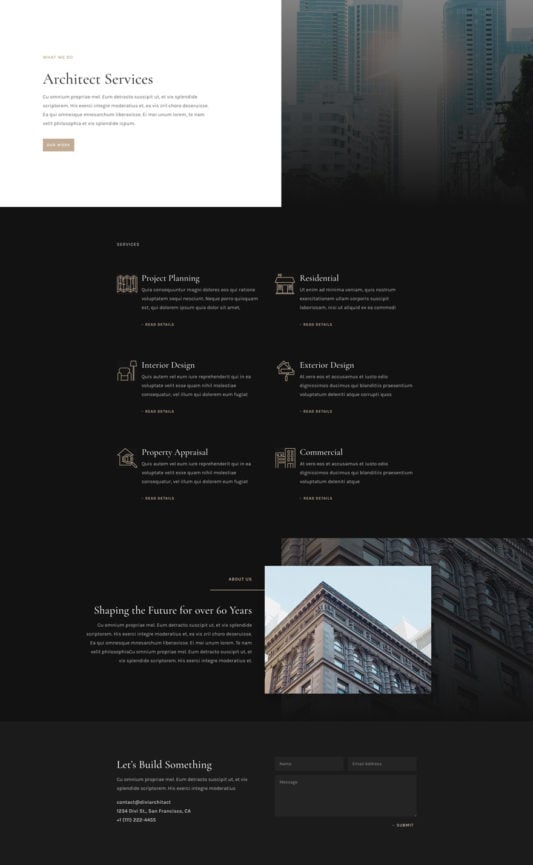 WHAT WE DO
Architect Services
Cu omnium propriae mel. Eum detracto suscipit ut, et vis splendide
scriptorem. His exerci integre moderatius et, ea vis zril choro deseruisse.
Ea qui omnesque mnesarchum liberavisse. Ei mei unum lorem, te nam
velit philosophia et vis splendide ispum.
OUR WORK
SERVICES
Project Planning
Quia consequuntur magni dolores eos qui ratione
voluptatem sequi nesciunt. Neque porro quisquam
est, qui dolorem ipsum quia dolor sit amet,
READ DETAILS
Residential
Ut enim ad minima veniam, quis nostrum
exercitationem ullam corporis suscipit
laboriosam, nisi ut aliquid ex ea commodi
READ DETAILS
Interior Design
Quis autem vel eum iure reprehenderit qui in ea
voluptate velit esse quam nihil molestiae
consequatur, vel illum qui dolorem eum fugiat
READ DETAILS
Exterior Design
At vero eos et accusamus et iusto odio
dignissimos ducimus qui blanditiis praesentium
voluptatum deleniti atque corrupti quos
READ DETAILS
Property Appraisal
Quis autem vel eum iure reprehenderit qui in ea
voluptate velit esse quam nihil molestiae
consequatur, vel illum qui dolorem eum fugiat
READ DETAILS
Commercial
At vero eos et accusamus et iusto odio
dignissimos ducimus qui blanditiis praesentium
voluptatum deleniti atque
READ DETAILS
ABOUT US
Shaping the Future for over 60 Years
Cu omnium propriae mel. Eum detracto suscipit ut, et vis splendide
scriptorem. His exerci integre moderatius et, ea vis zril choro deseruisse.
Ea qui omnesque mnesarchum liberavisse. Ei mei unum lorem. Te nam
velit philosophiaCu omnium propriae mel. Eum detracto suscipit ut, et
vis splendide scriptorem. His exerci integre moderatius et.
Let's Build Something
Cu omnium propriae mel. Eum detracto suscipit ut, et vis
splendide scriptorem. His exerci integre moderatius
contact@diviarchitect
1234 Divi St., San Francisco, CA
+1 (111) 222-4455
Name
Email Address
Message
SUBMIT